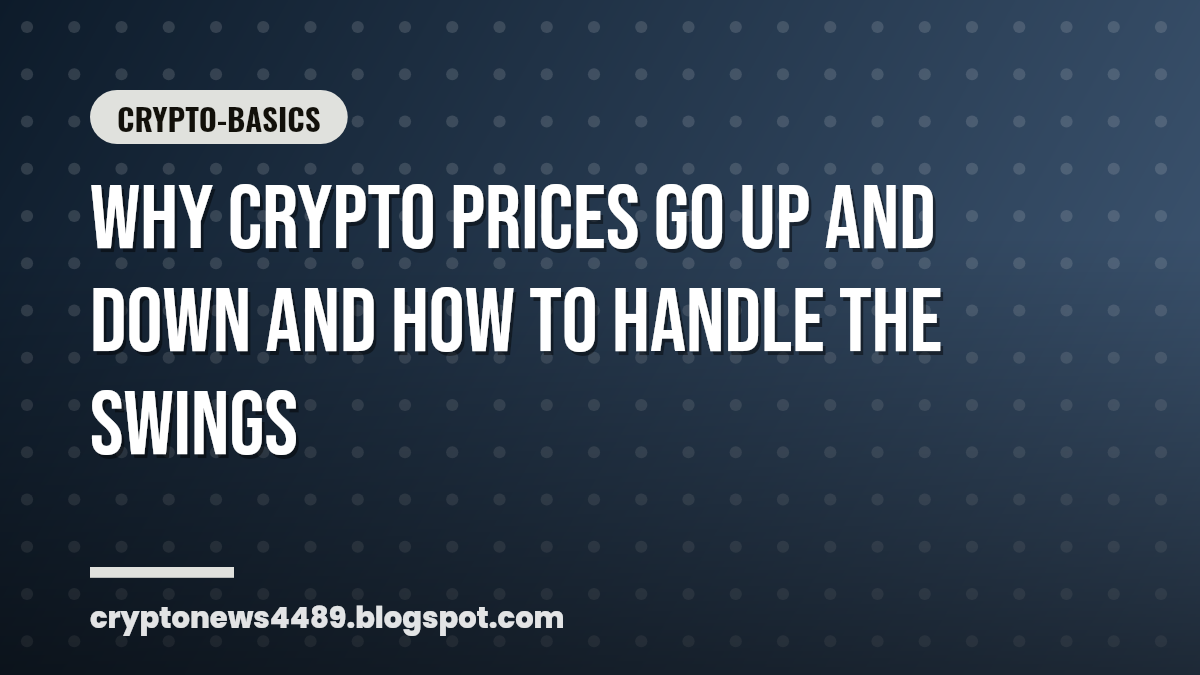 CRYPTO-BASICS
WHY CRYPTO PRICES GO UP AND
DOWN AND HOW TO HANDLE THE
SWINGS
cryptonews4489.blogspot.com